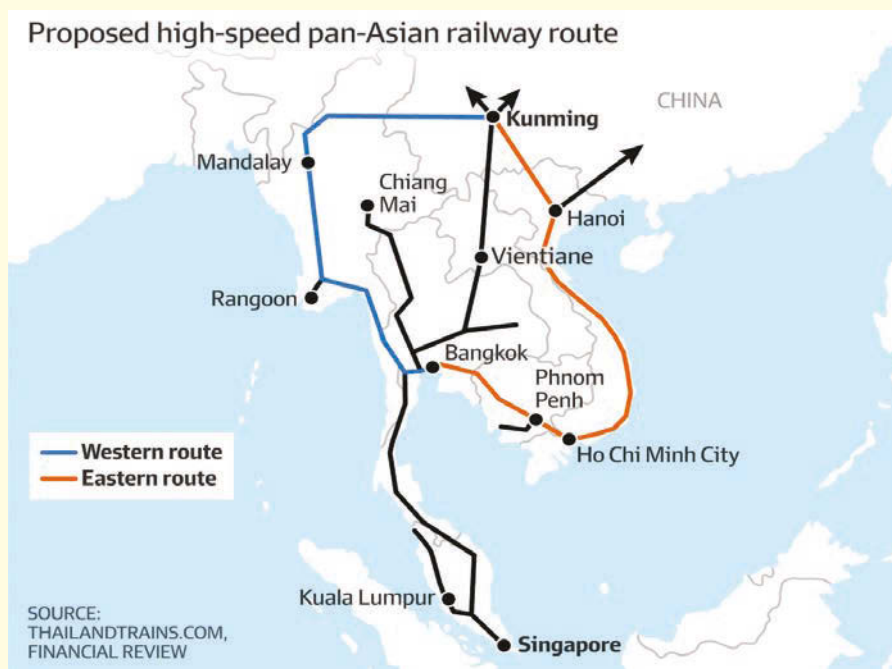 Proposed high-speed pan-Asian railway route
CHINA
Kunming
Mandalay
Chiang
Mai
Hanoi
Vientiane
Rangoon
Bangkok
Phnom
Penh
Western route
Eastern route
Ho Chi Minh City
Kuala Lumpur
SOURCE:
THAILANDTRAINS.COM,
FINANCIAL REVIEW
Singapore